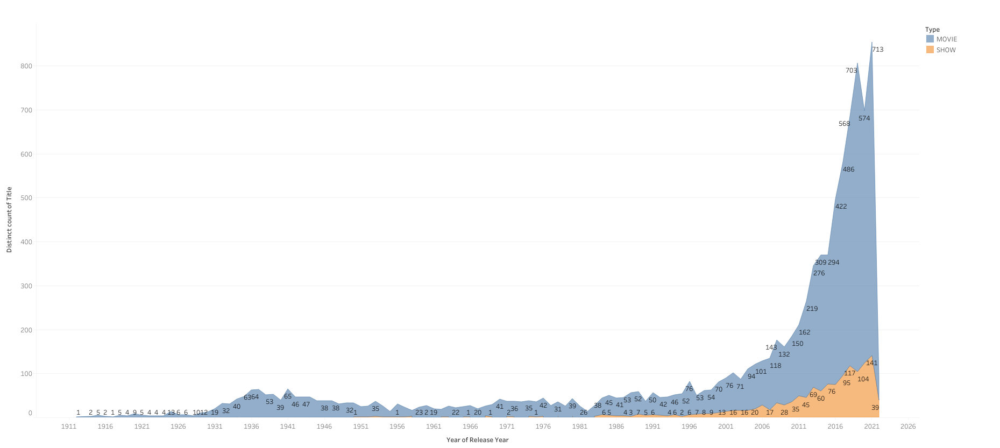 Type
MOVIE
SHOW
713
703
800
700
574
568
600
486
422
500
400
309 294
276
300
219
200
162
150
143
132
118
141
117
104
95
101
94
100
76
69
60
76
70 76 71
63 64 65
53 39 46 47
32 40
38 38 32
35
41 36 35 42 31 39
38 45 41 53 52 50 42 46 52 76 53 54
45
35
39
0
1 2 5 2 1 5 4 9 5 4 4 4 13 6 6 10 12 19
1 1 23 2 19 22 1 20 1 2 1 26
6 5 4 3 7 5 6 4 6 2 6 7 8 9 13 16 16 20 17 28
1911 1916 1921 1926 1931 1936 1941 1946 1951 1956 1961 1966 1971 1976 1981 1986 1991 1996 2001 2006 2011 2016 2021 2026
Year of Release Year
Distinct count of Title